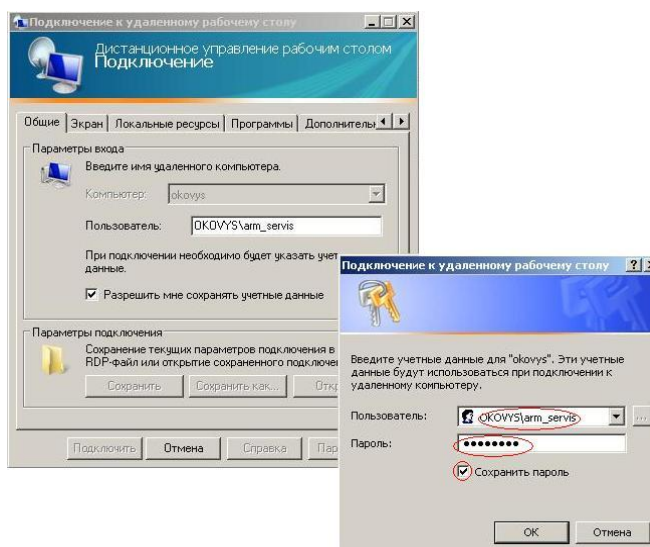 Подключение к удаленному рабочему столу
Дистанционное управление рабочим столом
Подключение
Общие Экран Локальные ресурсы Программы Дополнитель
Параметры входа
Введите имя удаленного компьютера.
Компьютер: okovys
Пользователь: OKOVYS\arm_servis
При подключении необходимо будет указать учет
данные.
Разрешить мне сохранять учетные данные
Параметры подключения
Сохранение текущих параметров подключения в
RDP-файл или открытие сохраненного подключе
Сохранить Сохранить как... Отк
Подключить Отмена Справка Пар
Подключение к удаленному рабочему столу
Введите учетные данные для "okovys". Эти учетные
данные будут использоваться при подключении к
удаленному компьютеру.
Пользователь: OKOVYS\arm_servis
Пароль: ●●●●●●●●
Сохранить пароль
OK Отмена